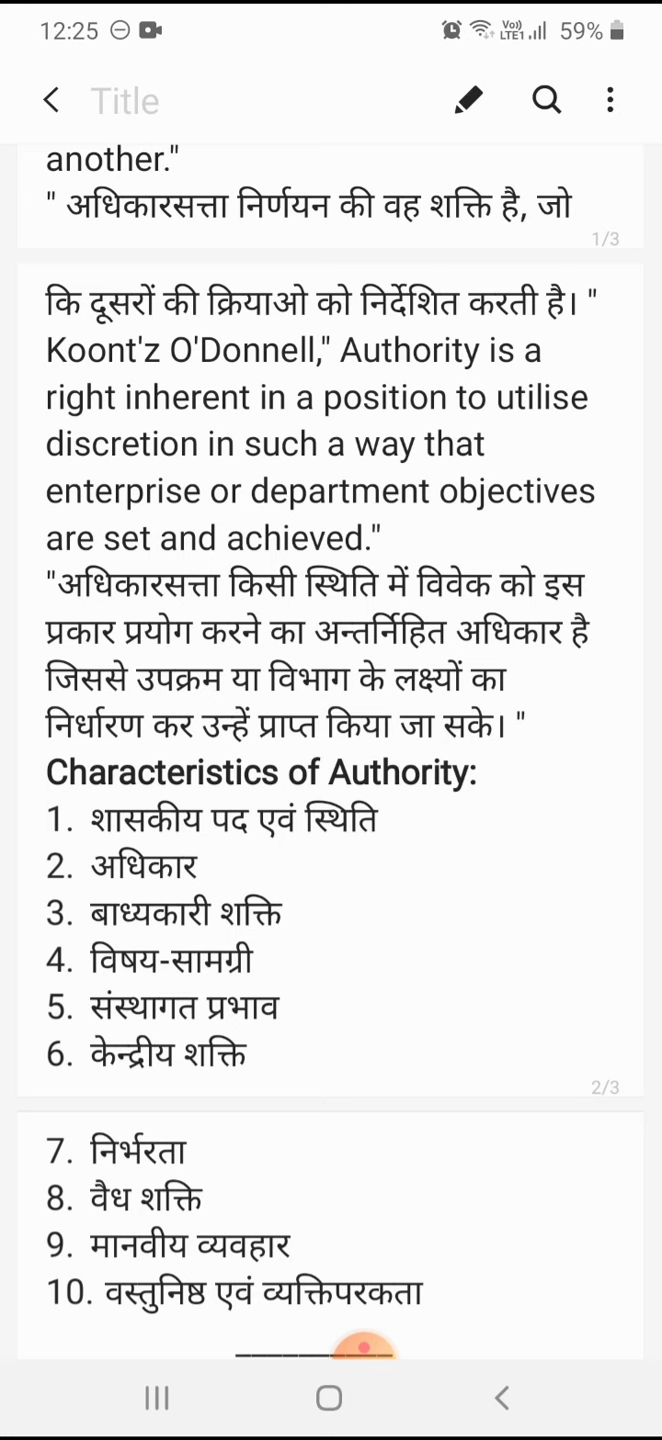 12:25
Vo)) LTE1 59%
Title
another."
" अधिकारसत्ता निर्णयन की वह शक्ति है, जो
1/3
कि दूसरों की क्रियाओ को निर्देशित करती है। "
Koont'z O'Donnell," Authority is a
right inherent in a position to utilise
discretion in such a way that
enterprise or department objectives
are set and achieved."
"अधिकारसत्ता किसी स्थिति में विवेक को इस
प्रकार प्रयोग करने का अन्तर्निहित अधिकार है
जिससे उपक्रम या विभाग के लक्ष्यों का
निर्धारण कर उन्हें प्राप्त किया जा सके। "
Characteristics of Authority:
1. शासकीय पद एवं स्थिति
2. अधिकार
3. बाध्यकारी शक्ति
4. विषय-सामग्री
5. संस्थागत प्रभाव
6. केन्द्रीय शक्ति
2/3
7. निर्भरता
8. वैध शक्ति
9. मानवीय व्यवहार
10. वस्तुनिष्ठ एवं व्यक्तिपरकता